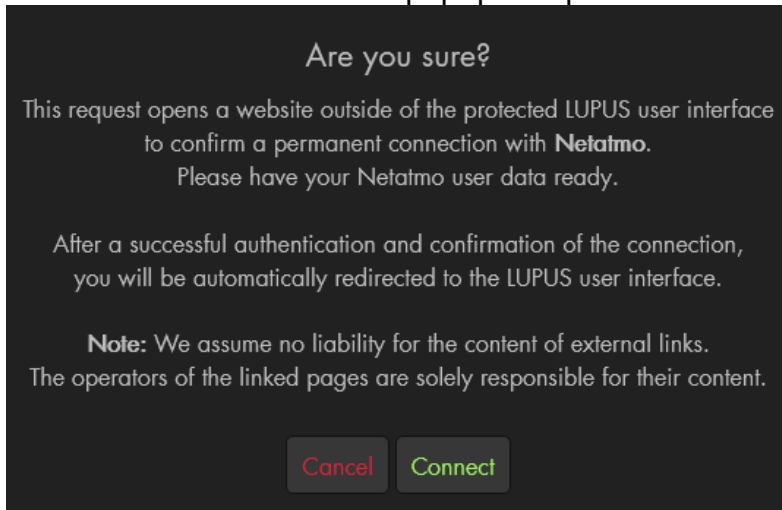 Are you sure?
This request opens a website outside of the protected LUPUS user interface
to confirm a permanent connection with Netatmo.
Please have your Netatmo user data ready.
After a successful authentication and confirmation of the connection,
you will be automatically redirected to the LUPUS user interface.
Note: We assume no liability for the content of external links.
The operators of the linked pages are solely responsible for their content.
Cancel Connect